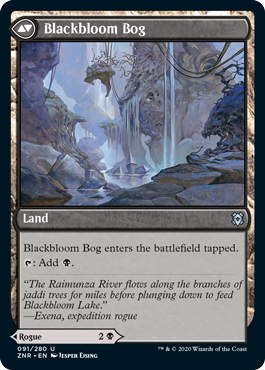 Blackbloom Bog
Land
Blackbloom Bog enters the battlefield tapped.
: Add .
“The Raimunza River flows along the branches of
jaddi trees for miles before plunging down to feed
Blackbloom Lake.”
—Exena, expedition rogue
Rogue 2
091/280 U
ZNR • EN JESPER EJSING
™ & © 2020 Wizards of the Coast